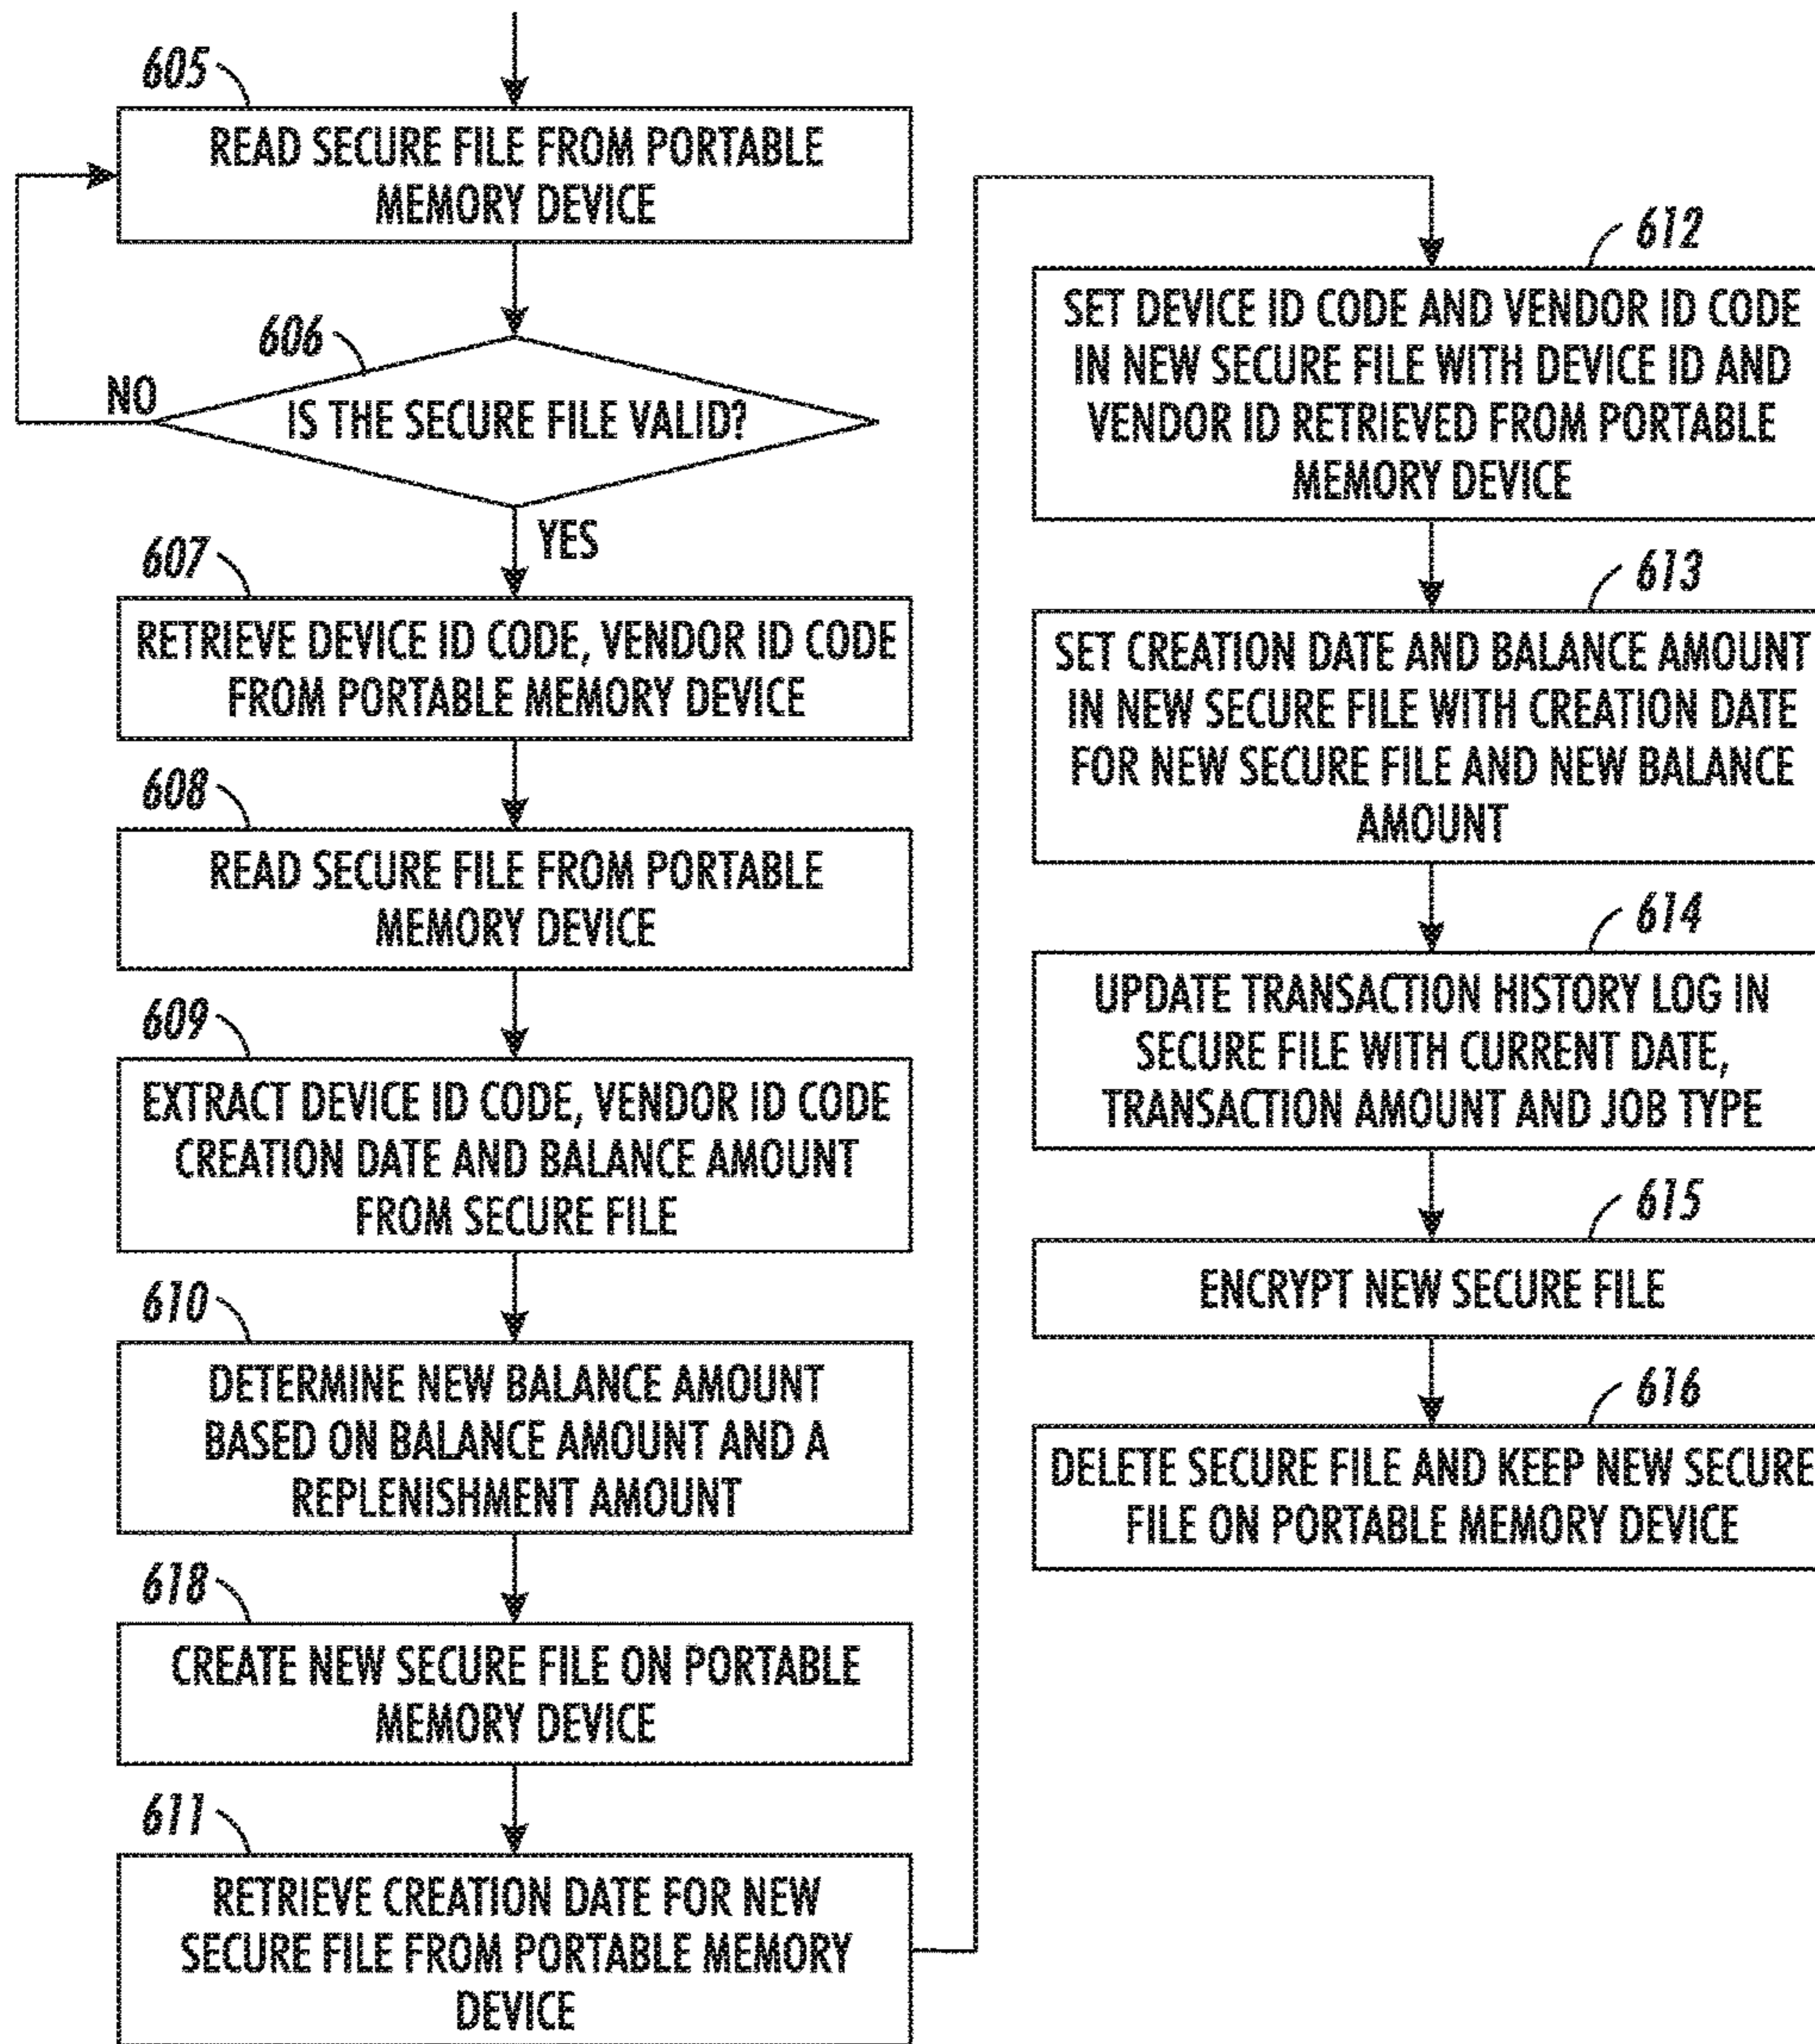 605
READ SECURE FILE FROM PORTABLE
MEMORY DEVICE
606
NO
IS THE SECURE FILE VALID?
YES
607
RETRIEVE DEVICE ID CODE, VENDOR ID CODE
FROM PORTABLE MEMORY DEVICE
608
READ SECURE FILE FROM PORTABLE
MEMORY DEVICE
609
EXTRACT DEVICE ID CODE, VENDOR ID CODE
CREATION DATE AND BALANCE AMOUNT
FROM SECURE FILE
610
DETERMINE NEW BALANCE AMOUNT
BASED ON BALANCE AMOUNT AND A
REPLENISHMENT AMOUNT
618
CREATE NEW SECURE FILE ON PORTABLE
MEMORY DEVICE
611
RETRIEVE CREATION DATE FOR NEW
SECURE FILE FROM PORTABLE MEMORY
DEVICE
612
SET DEVICE ID CODE AND VENDOR ID CODE
IN NEW SECURE FILE WITH DEVICE ID AND
VENDOR ID RETRIEVED FROM PORTABLE
MEMORY DEVICE
613
SET CREATION DATE AND BALANCE AMOUNT
IN NEW SECURE FILE WITH CREATION DATE
FOR NEW SECURE FILE AND NEW BALANCE
AMOUNT
614
UPDATE TRANSACTION HISTORY LOG IN
SECURE FILE WITH CURRENT DATE,
TRANSACTION AMOUNT AND JOB TYPE
615
ENCRYPT NEW SECURE FILE
616
DELETE SECURE FILE AND KEEP NEW SECURE
FILE ON PORTABLE MEMORY DEVICE